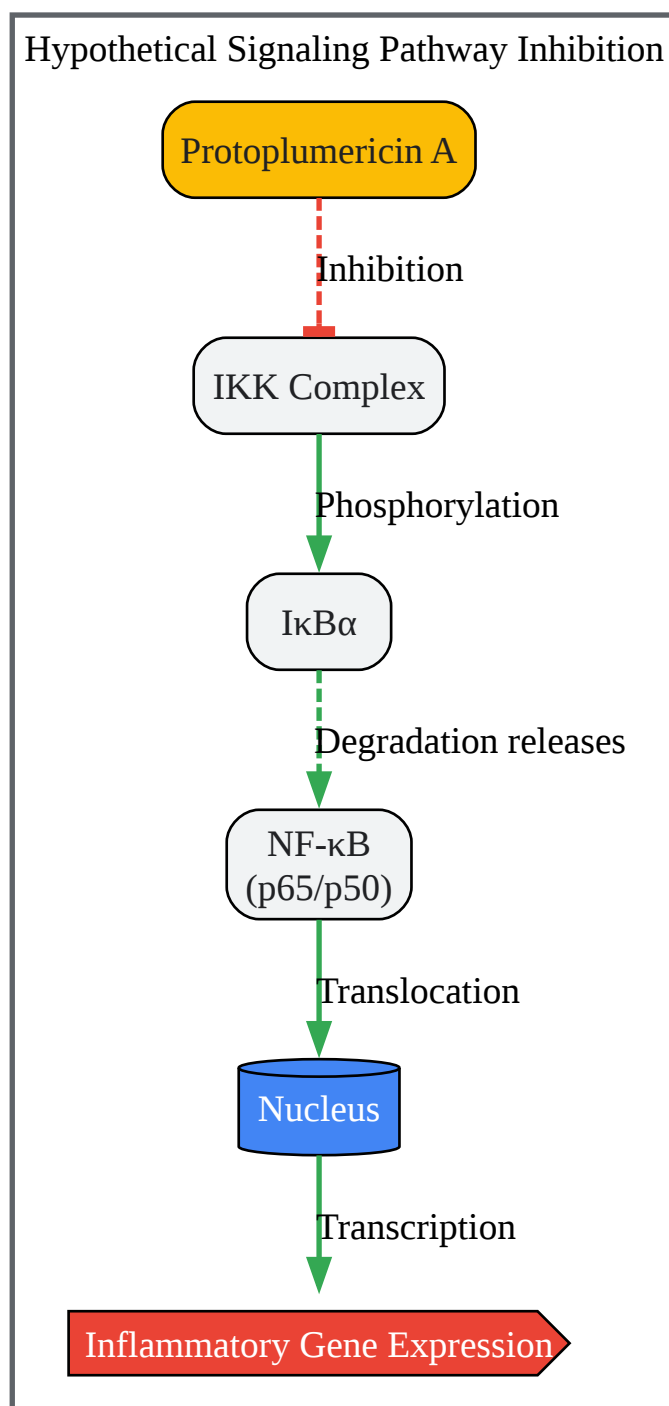 Hypothetical Signaling Pathway Inhibition
Protoplumericin A
Inhibition
IKK Complex
Phosphorylation
IκBα
Degradation releases
NF-κB
(p65/p50)
Translocation
Nucleus
Transcription
Inflammatory Gene Expression